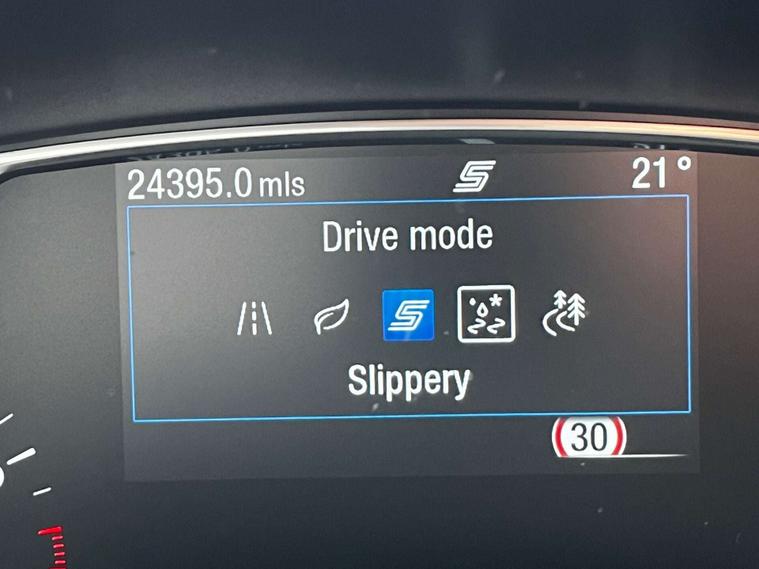 24395.0 mls
21°
Drive mode
Slippery
30